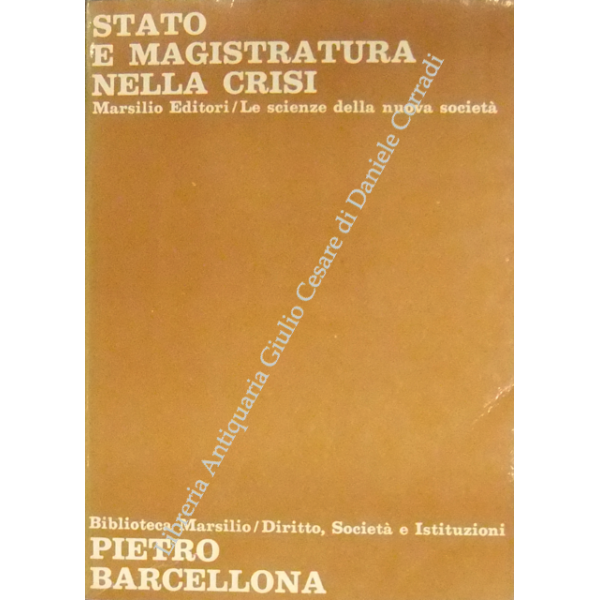 STATO
E MAGISTRATURA
NELLA CRISI
Marsilio Editori/Le scienze della nuova società
Libreria Antiquaria Giulio Cesare di Daniele Corradi
Biblioteca Marsilio/Diritto, Società e Istituzioni
PIETRO
BARCELLONA